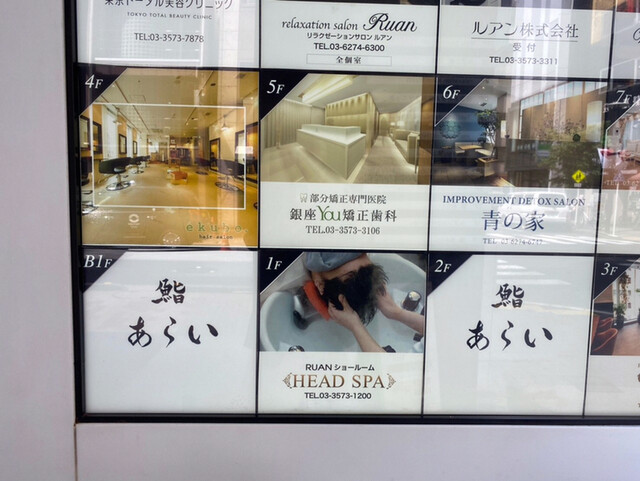 東京トータル美容クリニック
TOKYO TOTAL BEAUTY CLINIC
TEL:03-3573-7878
relaxation salon Ruan
リラクゼーションサロン ルアン
TEL.03-6274-6300
全個室
ルアン株式会社
受付
TEL.03-3573-3311
4F
ekubo
hair salon
5F
部分矯正専門医院
銀座You矯正歯科
TEL.03-3573-3106
6F
IMPROVEMENT DETOX SALON
青の家
7F
B1F
鮨
あらい
1F
RUAN ショールーム
HEAD SPA
TEL.03-3573-1200
2F
鮨
あらい
3F